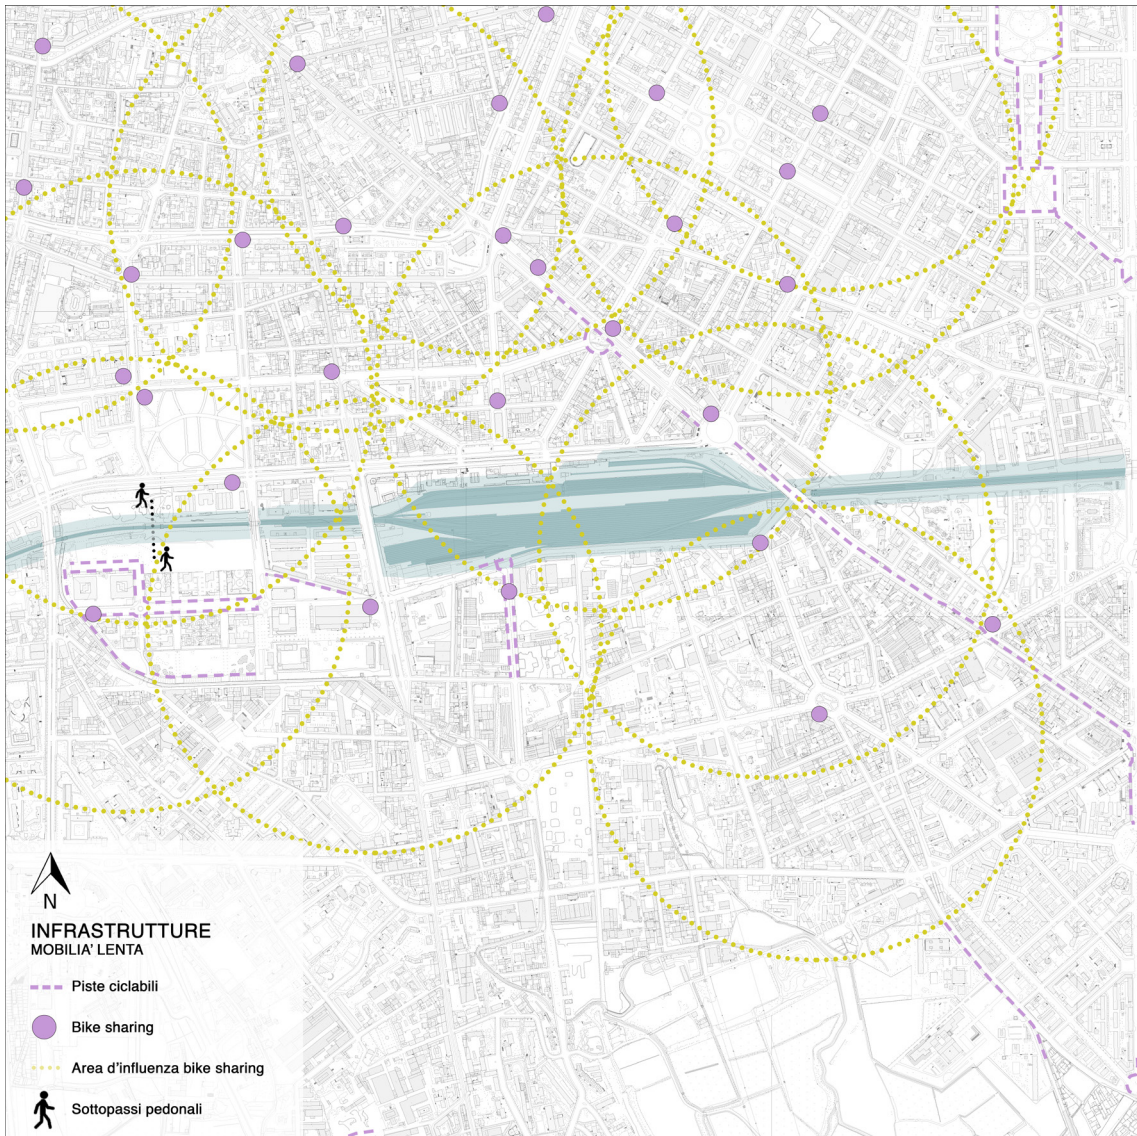 N
INFRASTRUTTURE
MOBILIA' LENTA
Piste ciclabili
Bike sharing
Area d'influenza bike sharing
Sottopassi pedonali